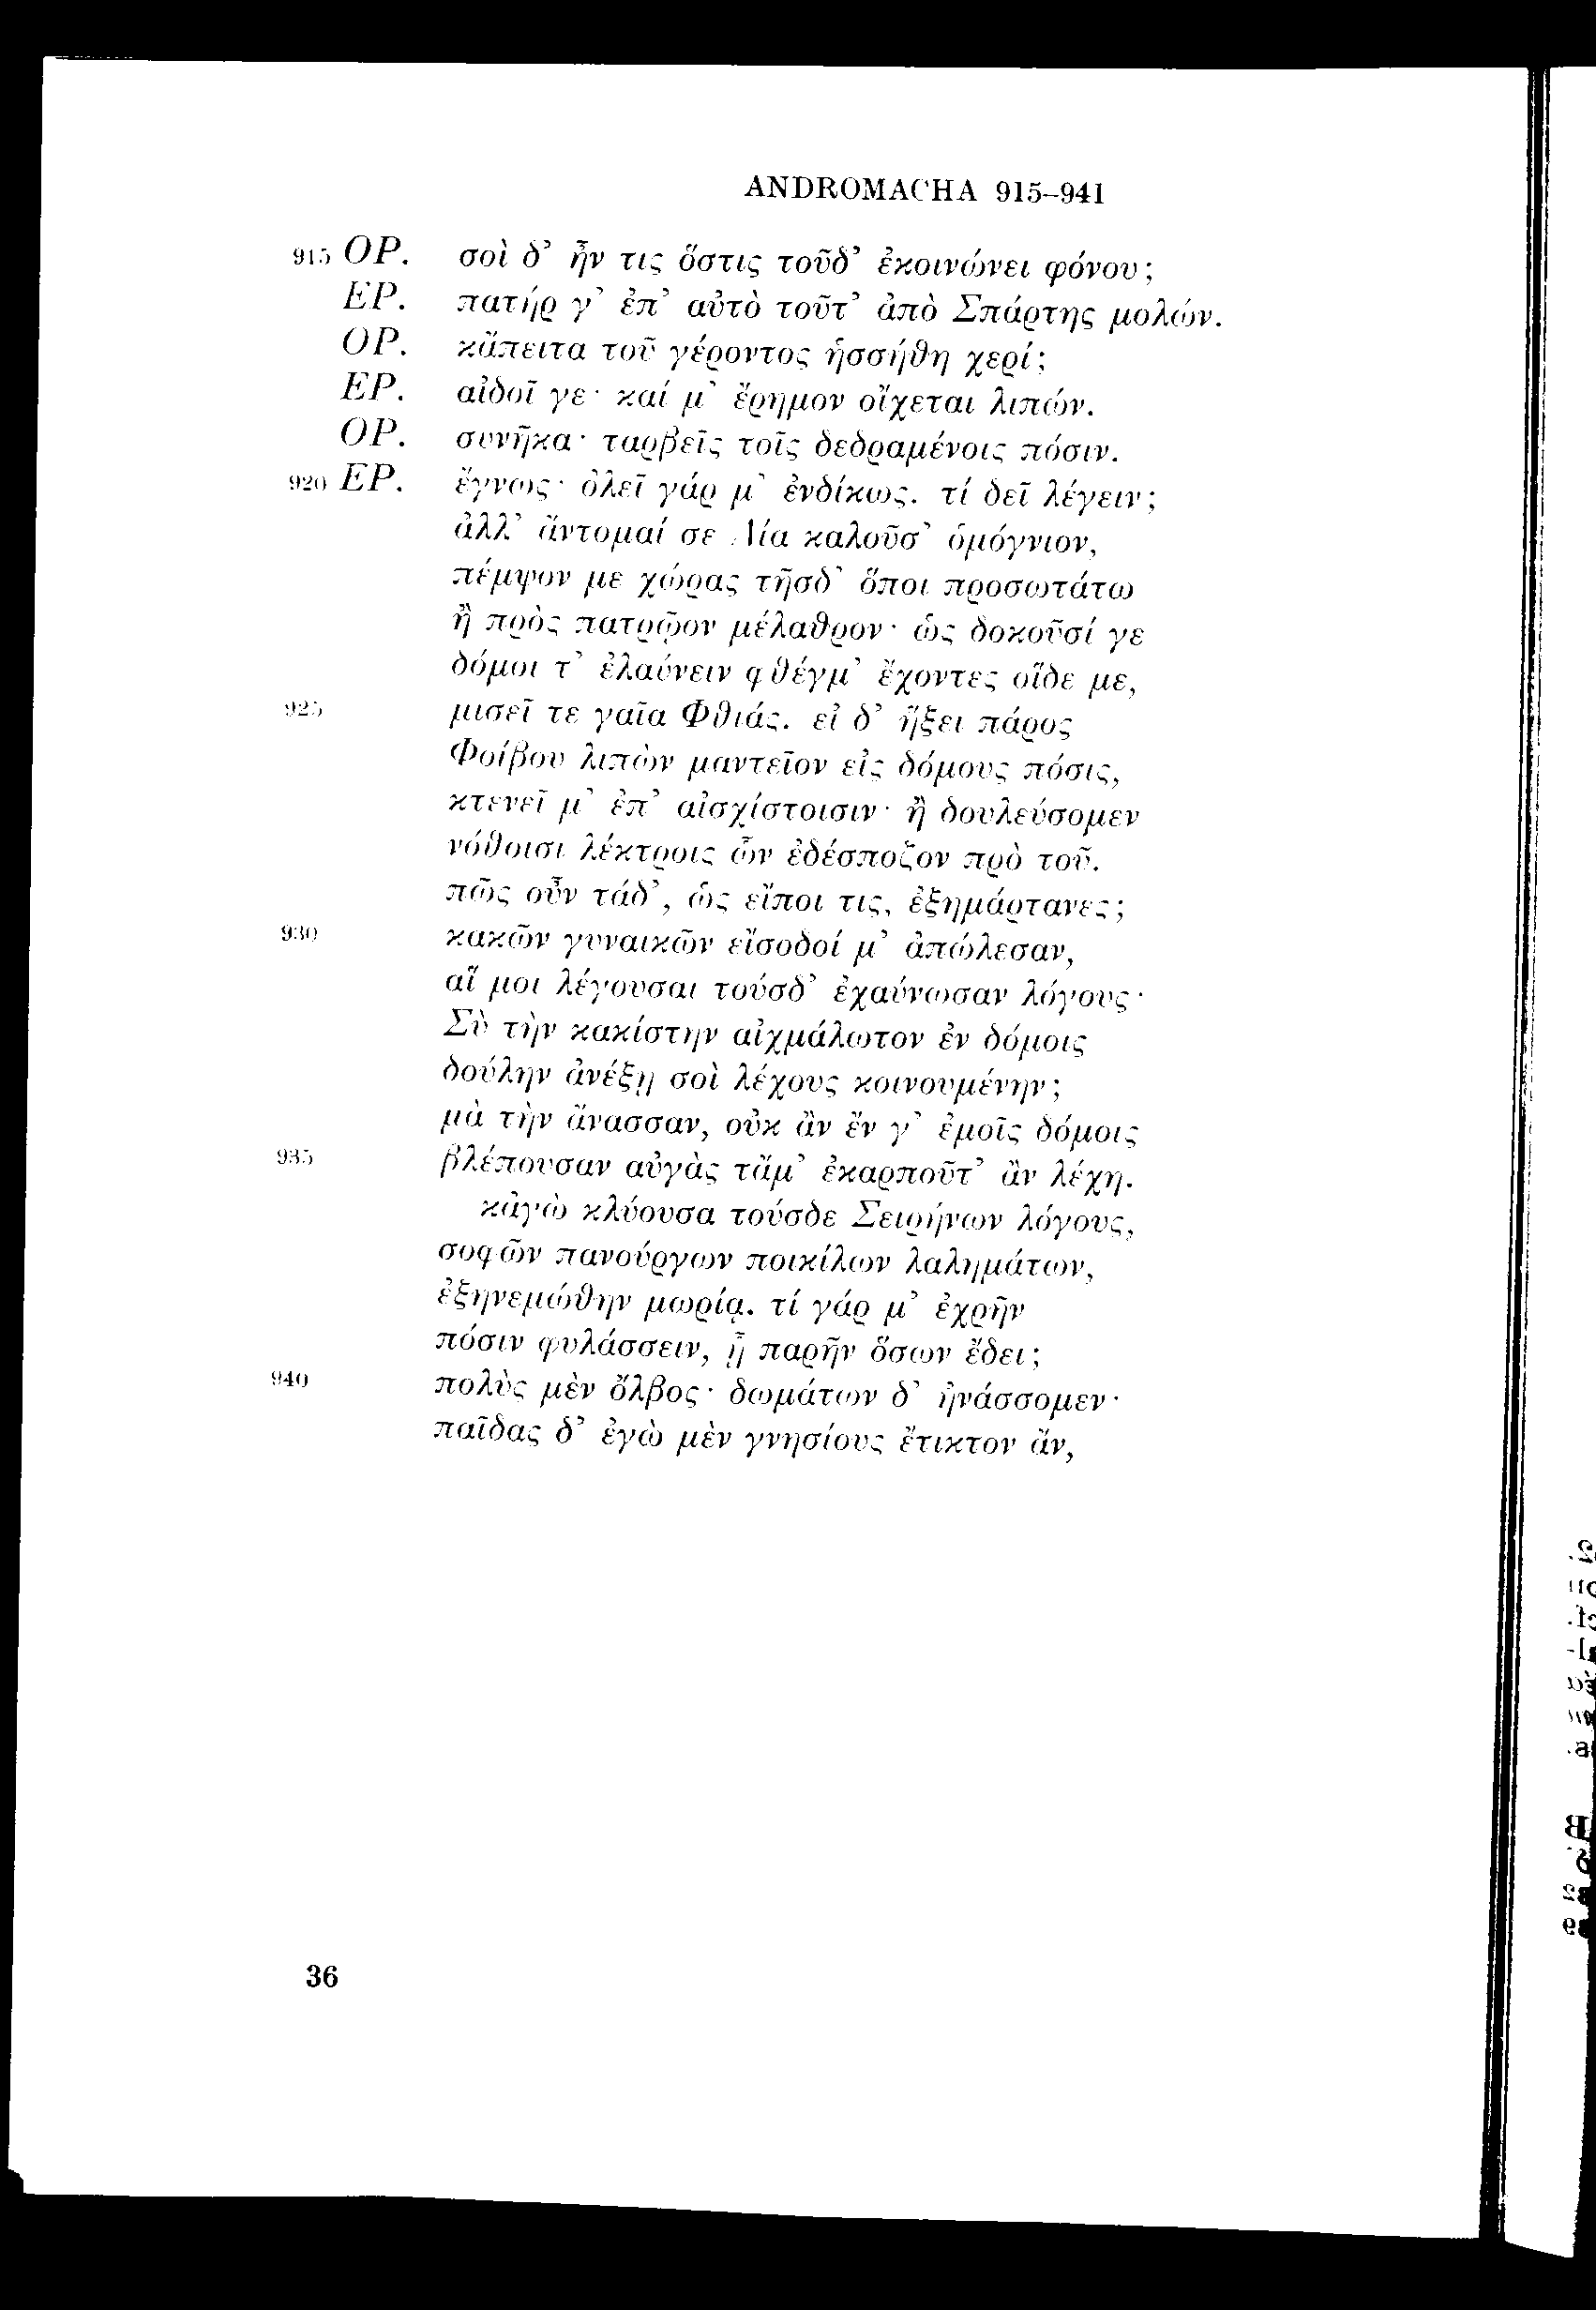 ANDROMACHA 915–941
915 ΟΡ. σοὶ δ’ ἦν τις ὅστις τοῦδ’ ἐκοινώνει φόνου;
ΕΡ. πατήρ γ’ ἐπ’ αὐτὸ τοῦτ’ ἀπὸ Σπάρτης μολών.
ΟΡ. κἄπειτα τοῦ γέροντος ἡσσήθη χερί;
ΕΡ. αἰδοῖ γε· καί μ’ ἔρημον οἴχεται λιπών.
ΟΡ. συνῆκα· ταρβεῖς τοῖς δεδραμένοις πόσιν.
920 ΕΡ. ἔγνως· ὀλεῖ γάρ μ’ ἐνδίκως. τί δεῖ λέγειν;
ἀλλ’ ἄντομαί σε Δία καλοῦσ’ ὁμόγνιον,
πέμψον με χώρας τῆσδ’ ὅποι προσωτάτω
ἢ πρὸς πατρῷον μέλαθρον· ὡς δοκοῦσί γε
δόμοι τ’ ἐλαύνειν φθέγμ’ ἔχοντες οἵδε με,
925 μισεῖ τε γαῖα Φθιάς. εἰ δ’ ἥξει πάρος
Φοίβου λιπὼν μαντεῖον εἰς δόμους πόσις,
κτενεῖ μ’ ἐπ’ αἰσχίστοισιν· ἢ δουλεύσομεν
νόθοισι λέκτροις ὧν ἐδέσποζον πρὸ τοῦ.
πῶς οὖν τάδ’, ὡς εἴποι τις, ἐξημάρτανες;
930 κακῶν γυναικῶν εἴσοδοί μ’ ἀπώλεσαν,
αἵ μοι λέγουσαι τούσδ’ ἐχαύνωσαν λόγους·
Σὺ τὴν κακίστην αἰχμάλωτον ἐν δόμοις
δούλην ἀνέξῃ σοὶ λέχους κοινουμένην;
μὰ τὴν ἄνασσαν, οὐκ ἂν ἔν γ’ ἐμοῖς δόμοις
935 βλέπουσαν αὐγὰς τἄμ’ ἐκαρποῦτ’ ἂν λέχη.
κἀγὼ κλύουσα τούσδε Σειρήνων λόγους,
σοφῶν πανούργων ποικίλων λαλημάτων,
ἐξηνεμώθην μωρίᾳ. τί γάρ μ’ ἐχρῆν
πόσιν φυλάσσειν, ᾗ παρῆν ὅσων ἔδει;
940 πολὺς μὲν ὄλβος· δωμάτων δ’ ἠνάσσομεν·
παῖδας δ’ ἐγὼ μὲν γνησίους ἔτικτον ἄν,
36